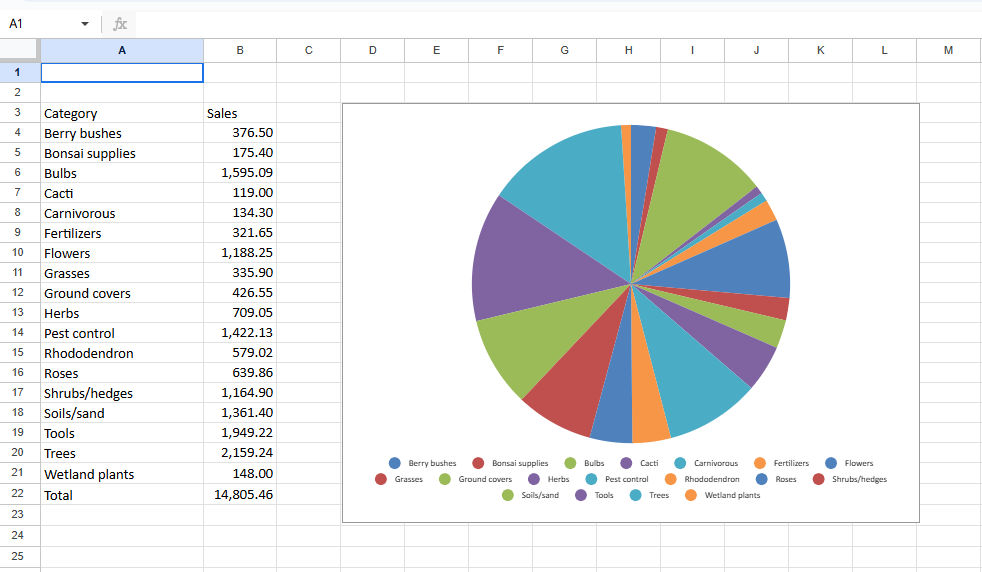 A1 fx
A B C D E F G H I J K L M
1
2
3 Category Sales
4 Berry bushes 376.50
5 Bonsai supplies 175.40
6 Bulbs 1,595.09
7 Cacti 119.00
8 Carnivorous 134.30
9 Fertilizers 321.65
10 Flowers 1,188.25
11 Grasses 335.90
12 Ground covers 426.55
13 Herbs 709.05
14 Pest control 1,422.13
15 Rhododendron 579.02
16 Roses 639.86
17 Shrubs/hedges 1,164.90
18 Soils/sand 1,361.40
19 Tools 1,949.22
20 Trees 2,159.24
21 Wetland plants 148.00
22 Total 14,805.46
23
24
25
Berry bushes Bonsai supplies Bulbs Cacti Carnivorous Fertilizers Flowers
Grasses Ground covers Herbs Pest control Rhododendron Roses Shrubs/hedges
Soils/sand Tools Trees Wetland plants